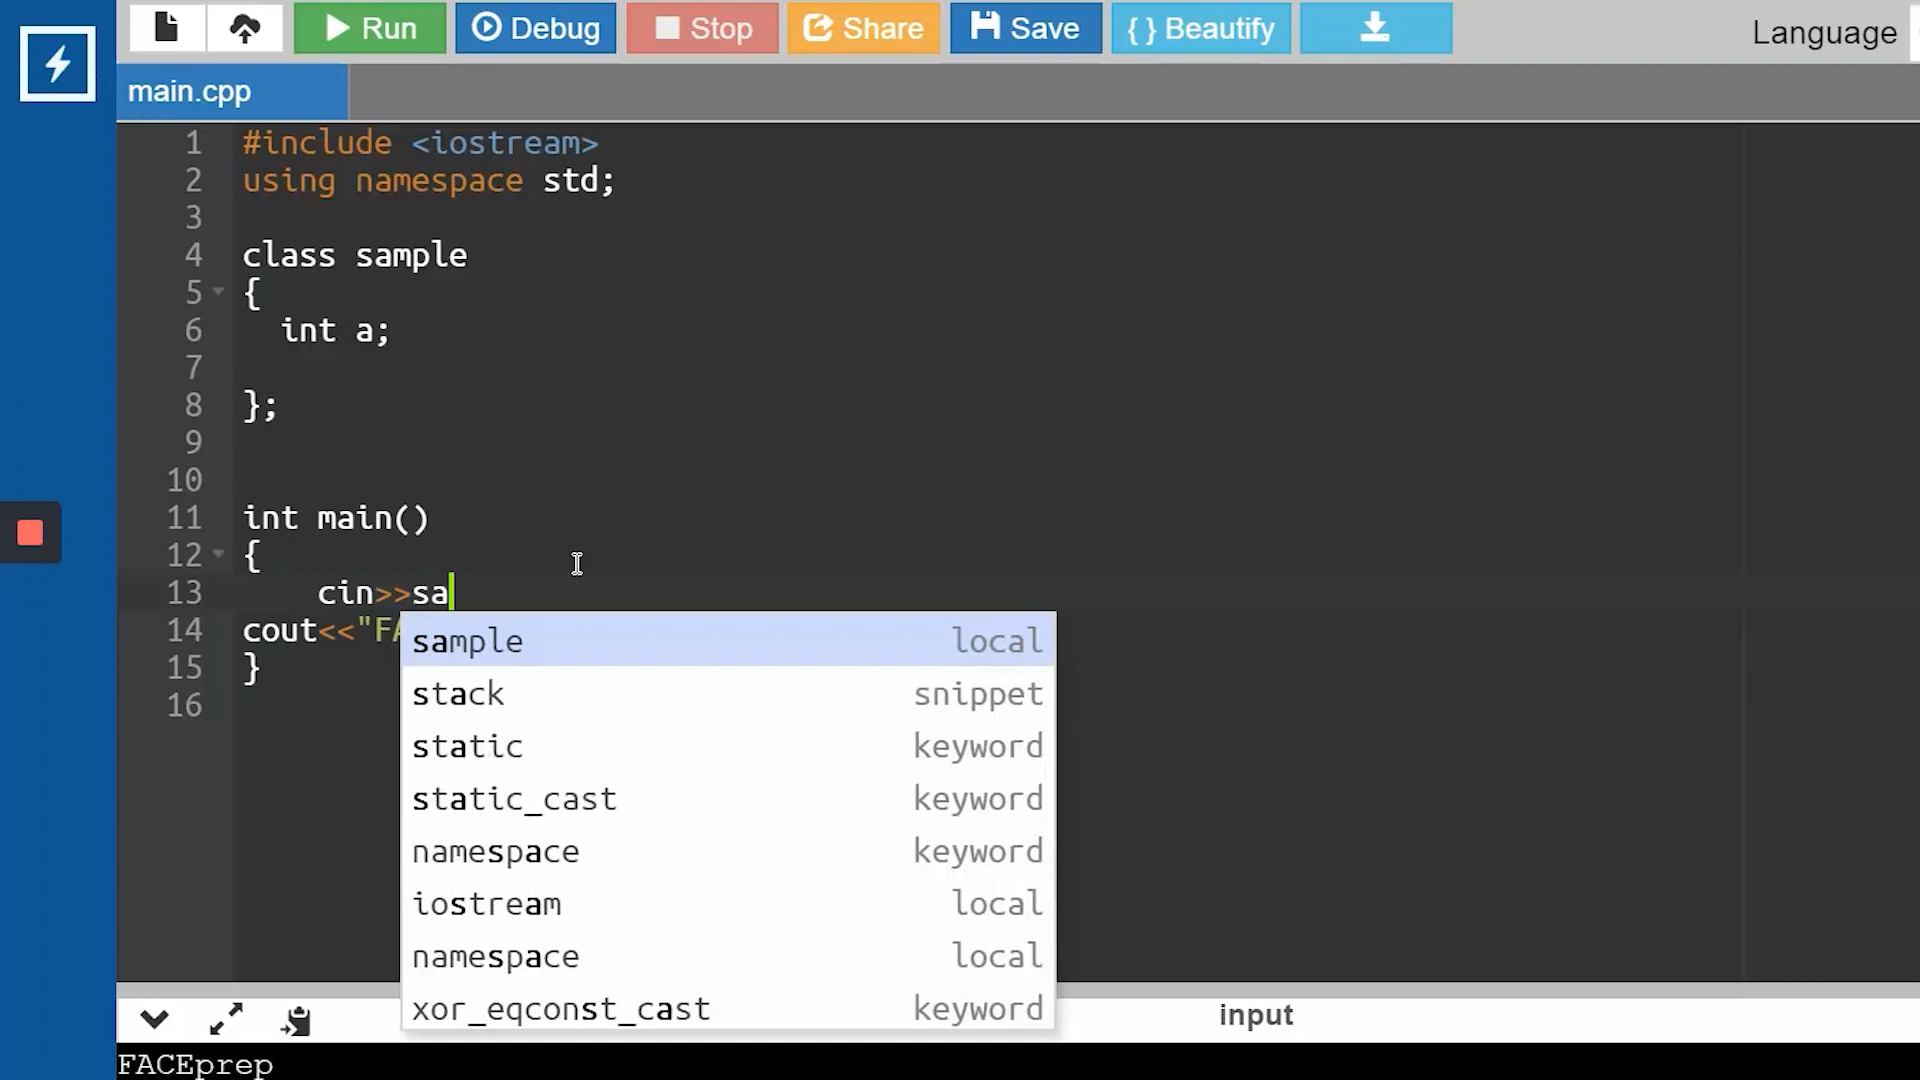 Run Debug Stop Share Save { } Beautify Language
main.cpp
1 #include <iostream>
2 using namespace std;
3
4 class sample
5 {
6 int a;
7
8 };
9
10
11 int main()
12 {
13 cin>>sa
14 cout<<"FA
15 }
16
sample local
stack snippet
static keyword
static_cast keyword
namespace keyword
iostream local
namespace local
xor_eqconst_cast keyword
input
FACEprep